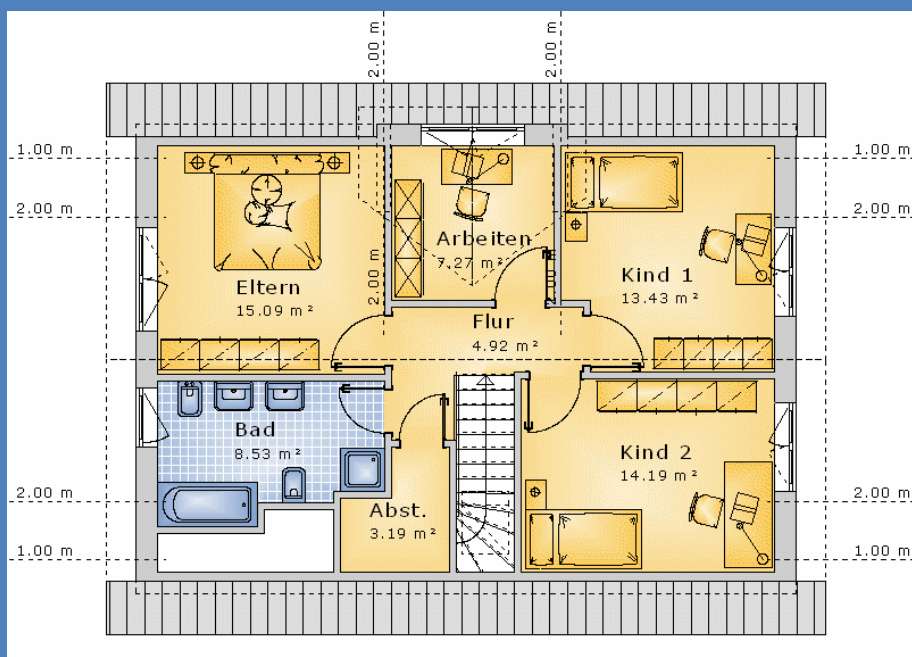 2.00 m
2.00 m
1.00 m
1.00 m
2.00 m
2.00 m
Arbeiten
7.27 m²
2.00 m
Eltern
15.09 m²
Kind 1
13.43 m²
Flur
4.92 m²
Bad
8.53 m²
Kind 2
14.19 m²
2.00 m
2.00 m
Abst.
3.19 m²
1.00 m
1.00 m